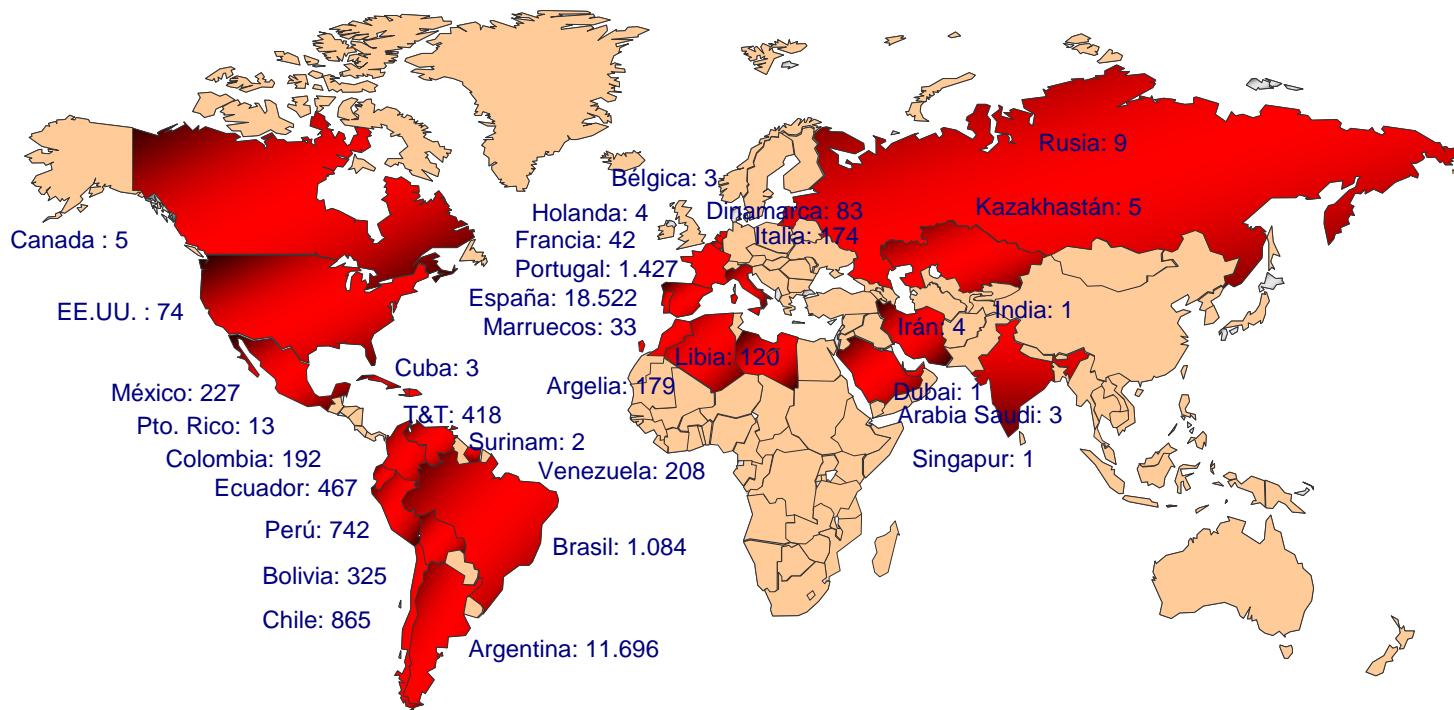 Rusia: 9
Bélgica: 3
Kazakhastán: 5
Holanda: 4
Dinamarca: 83
Canada : 5
Francia: 42
Italia: 174
Portugal: 1.427
España: 18.522
EE.UU. : 74
India: 1
Marruecos: 33
Irán: 4
Libia: 120
Cuba: 3
Argelia: 179
México: 227
Dubai: 1
T&T: 418
Arabia Saudi: 3
Pto. Rico: 13
Surinam: 2
Colombia: 192
Venezuela: 208
Singapur: 1
Ecuador: 467
Perú: 742
Brasil: 1.084
Bolivia: 325
Chile: 865
Argentina: 11.696